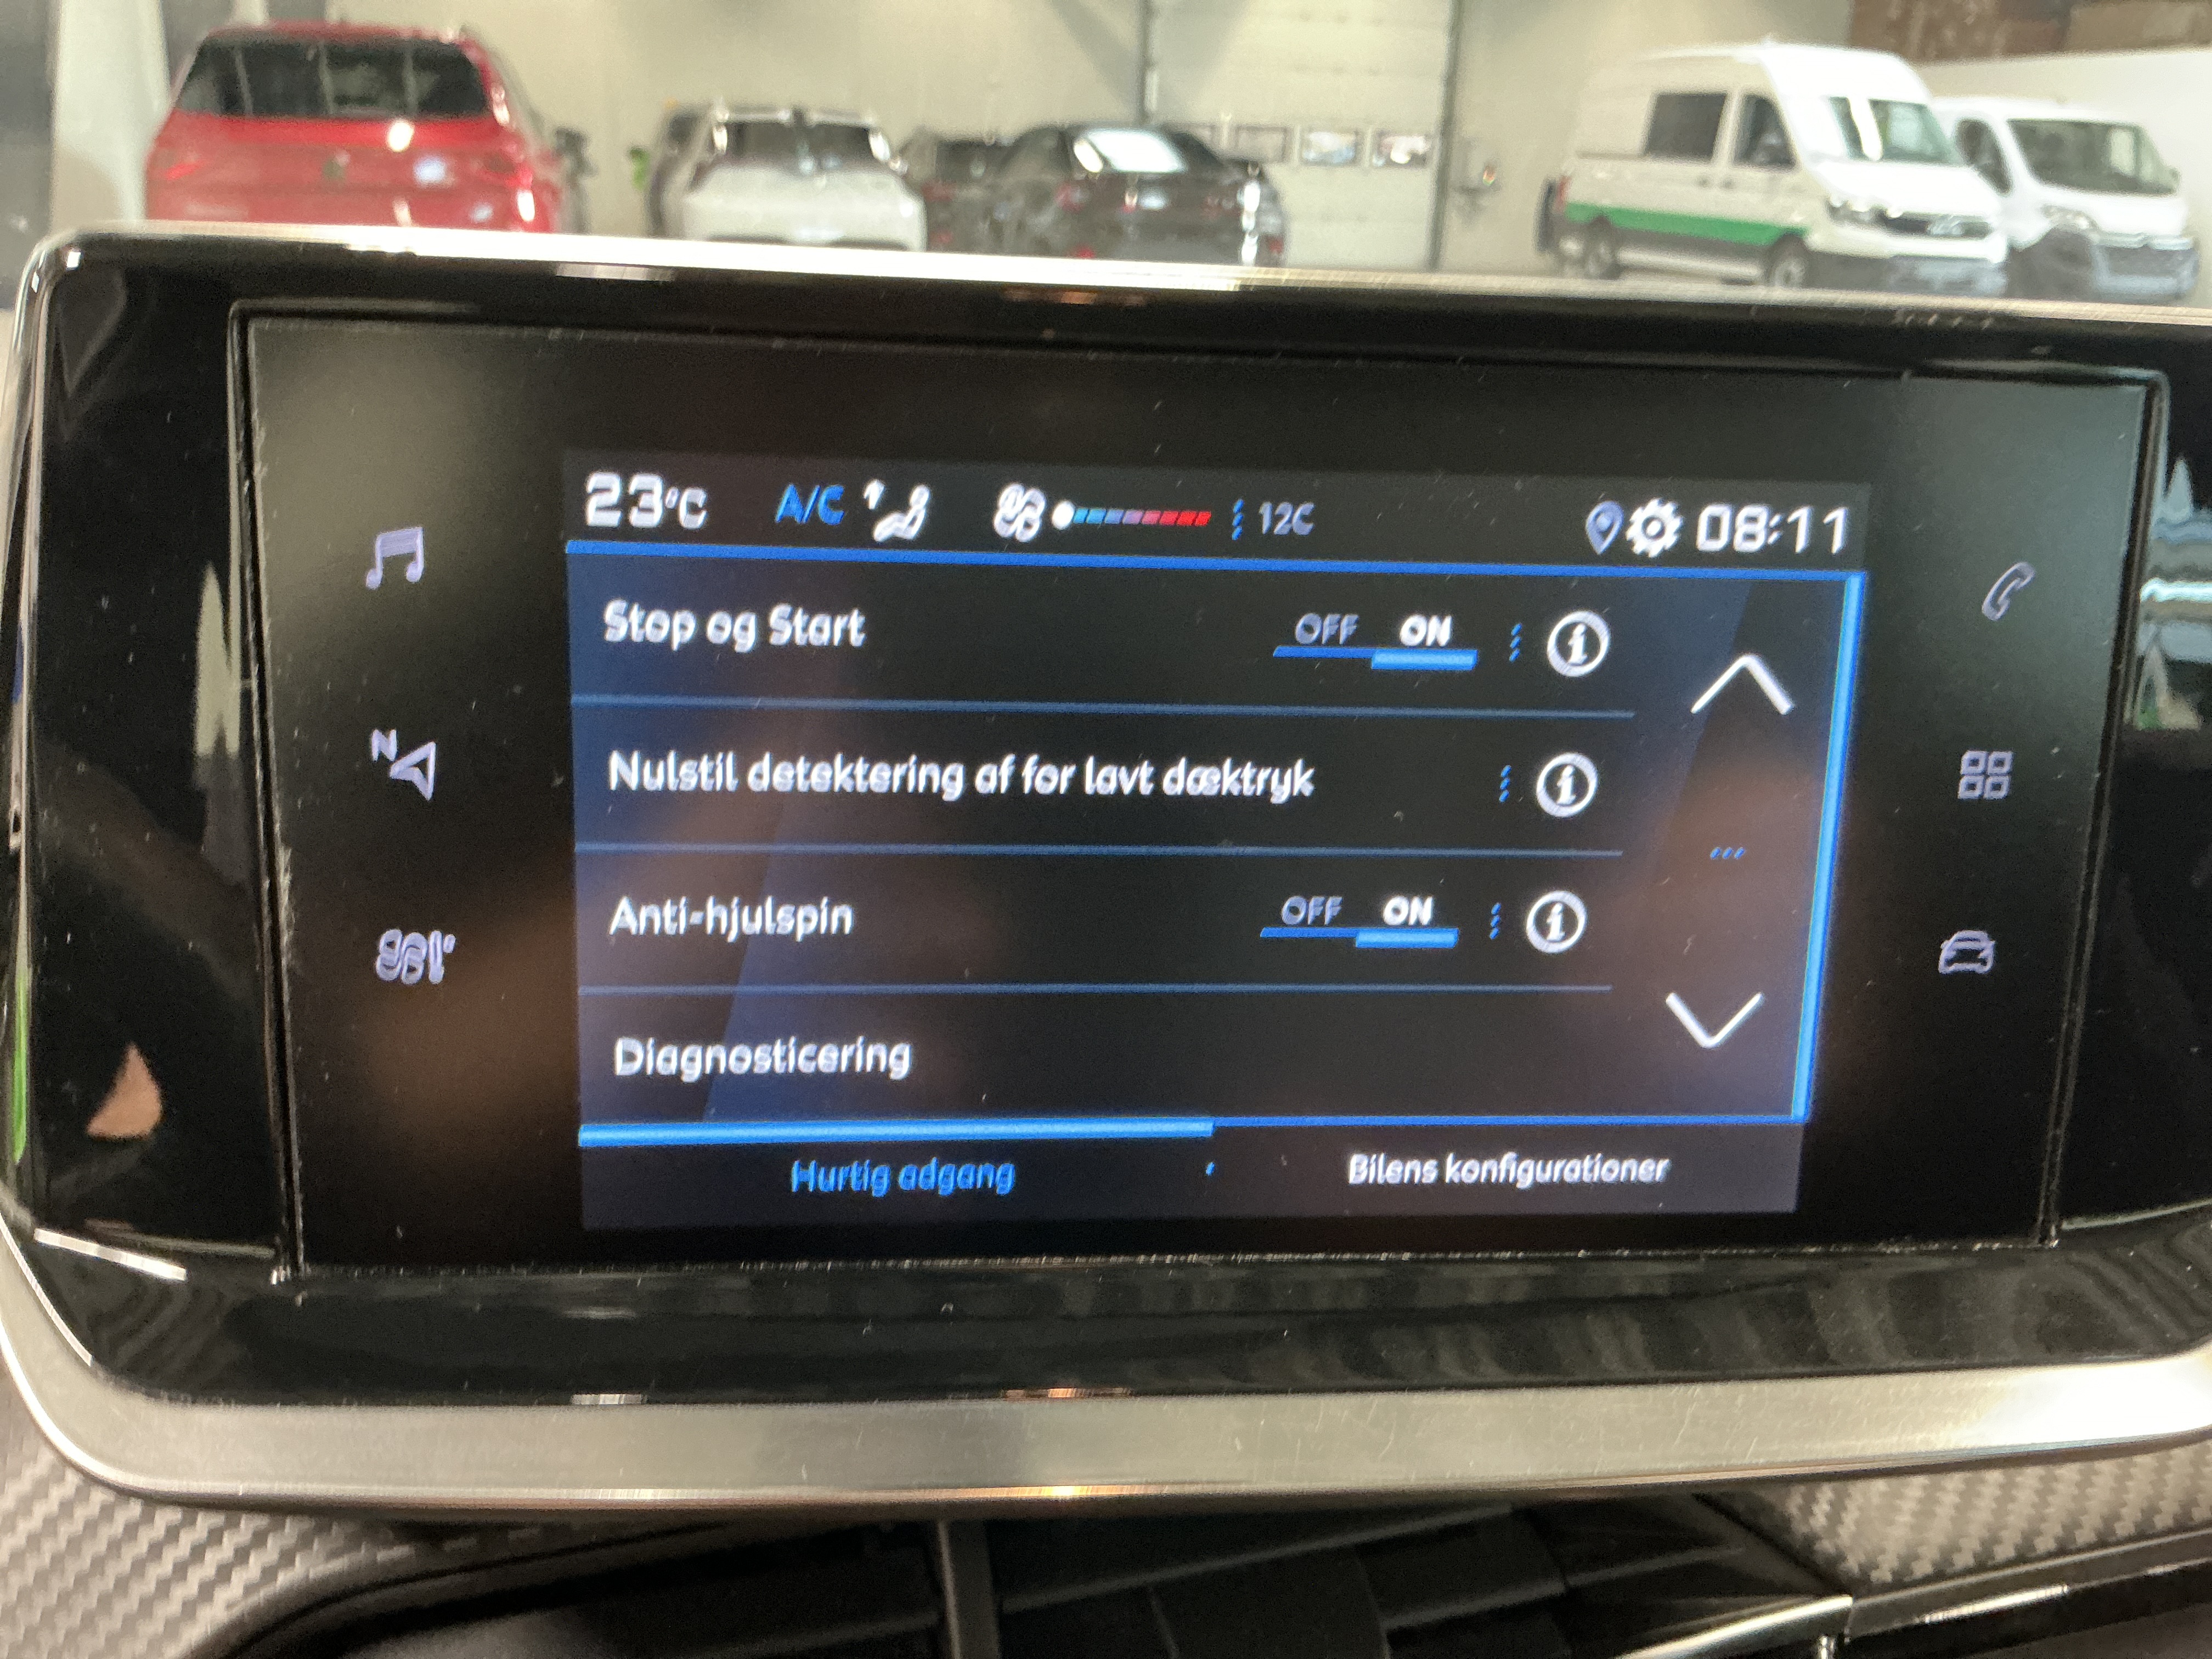 23°C A/C 12C 08:11
Stop og Start OFF ON
Nulstil detektering af for lavt dæktryk
Anti-hjulspin OFF ON
Diagnosticering
Hurtig adgang Bilens konfigurationer
N